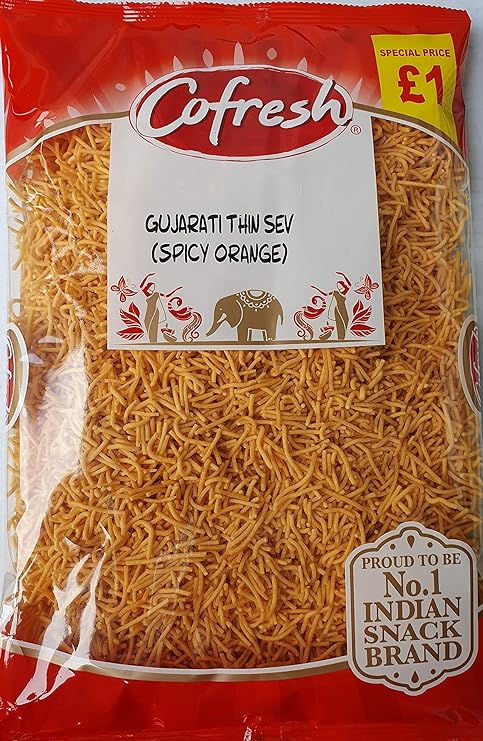 SPECIAL PRICE
£1
Cofresh®
GUJARATI THIN SEV
(SPICY ORANGE)
PROUD TO BE
No.1
INDIAN
SNACK
BRAND